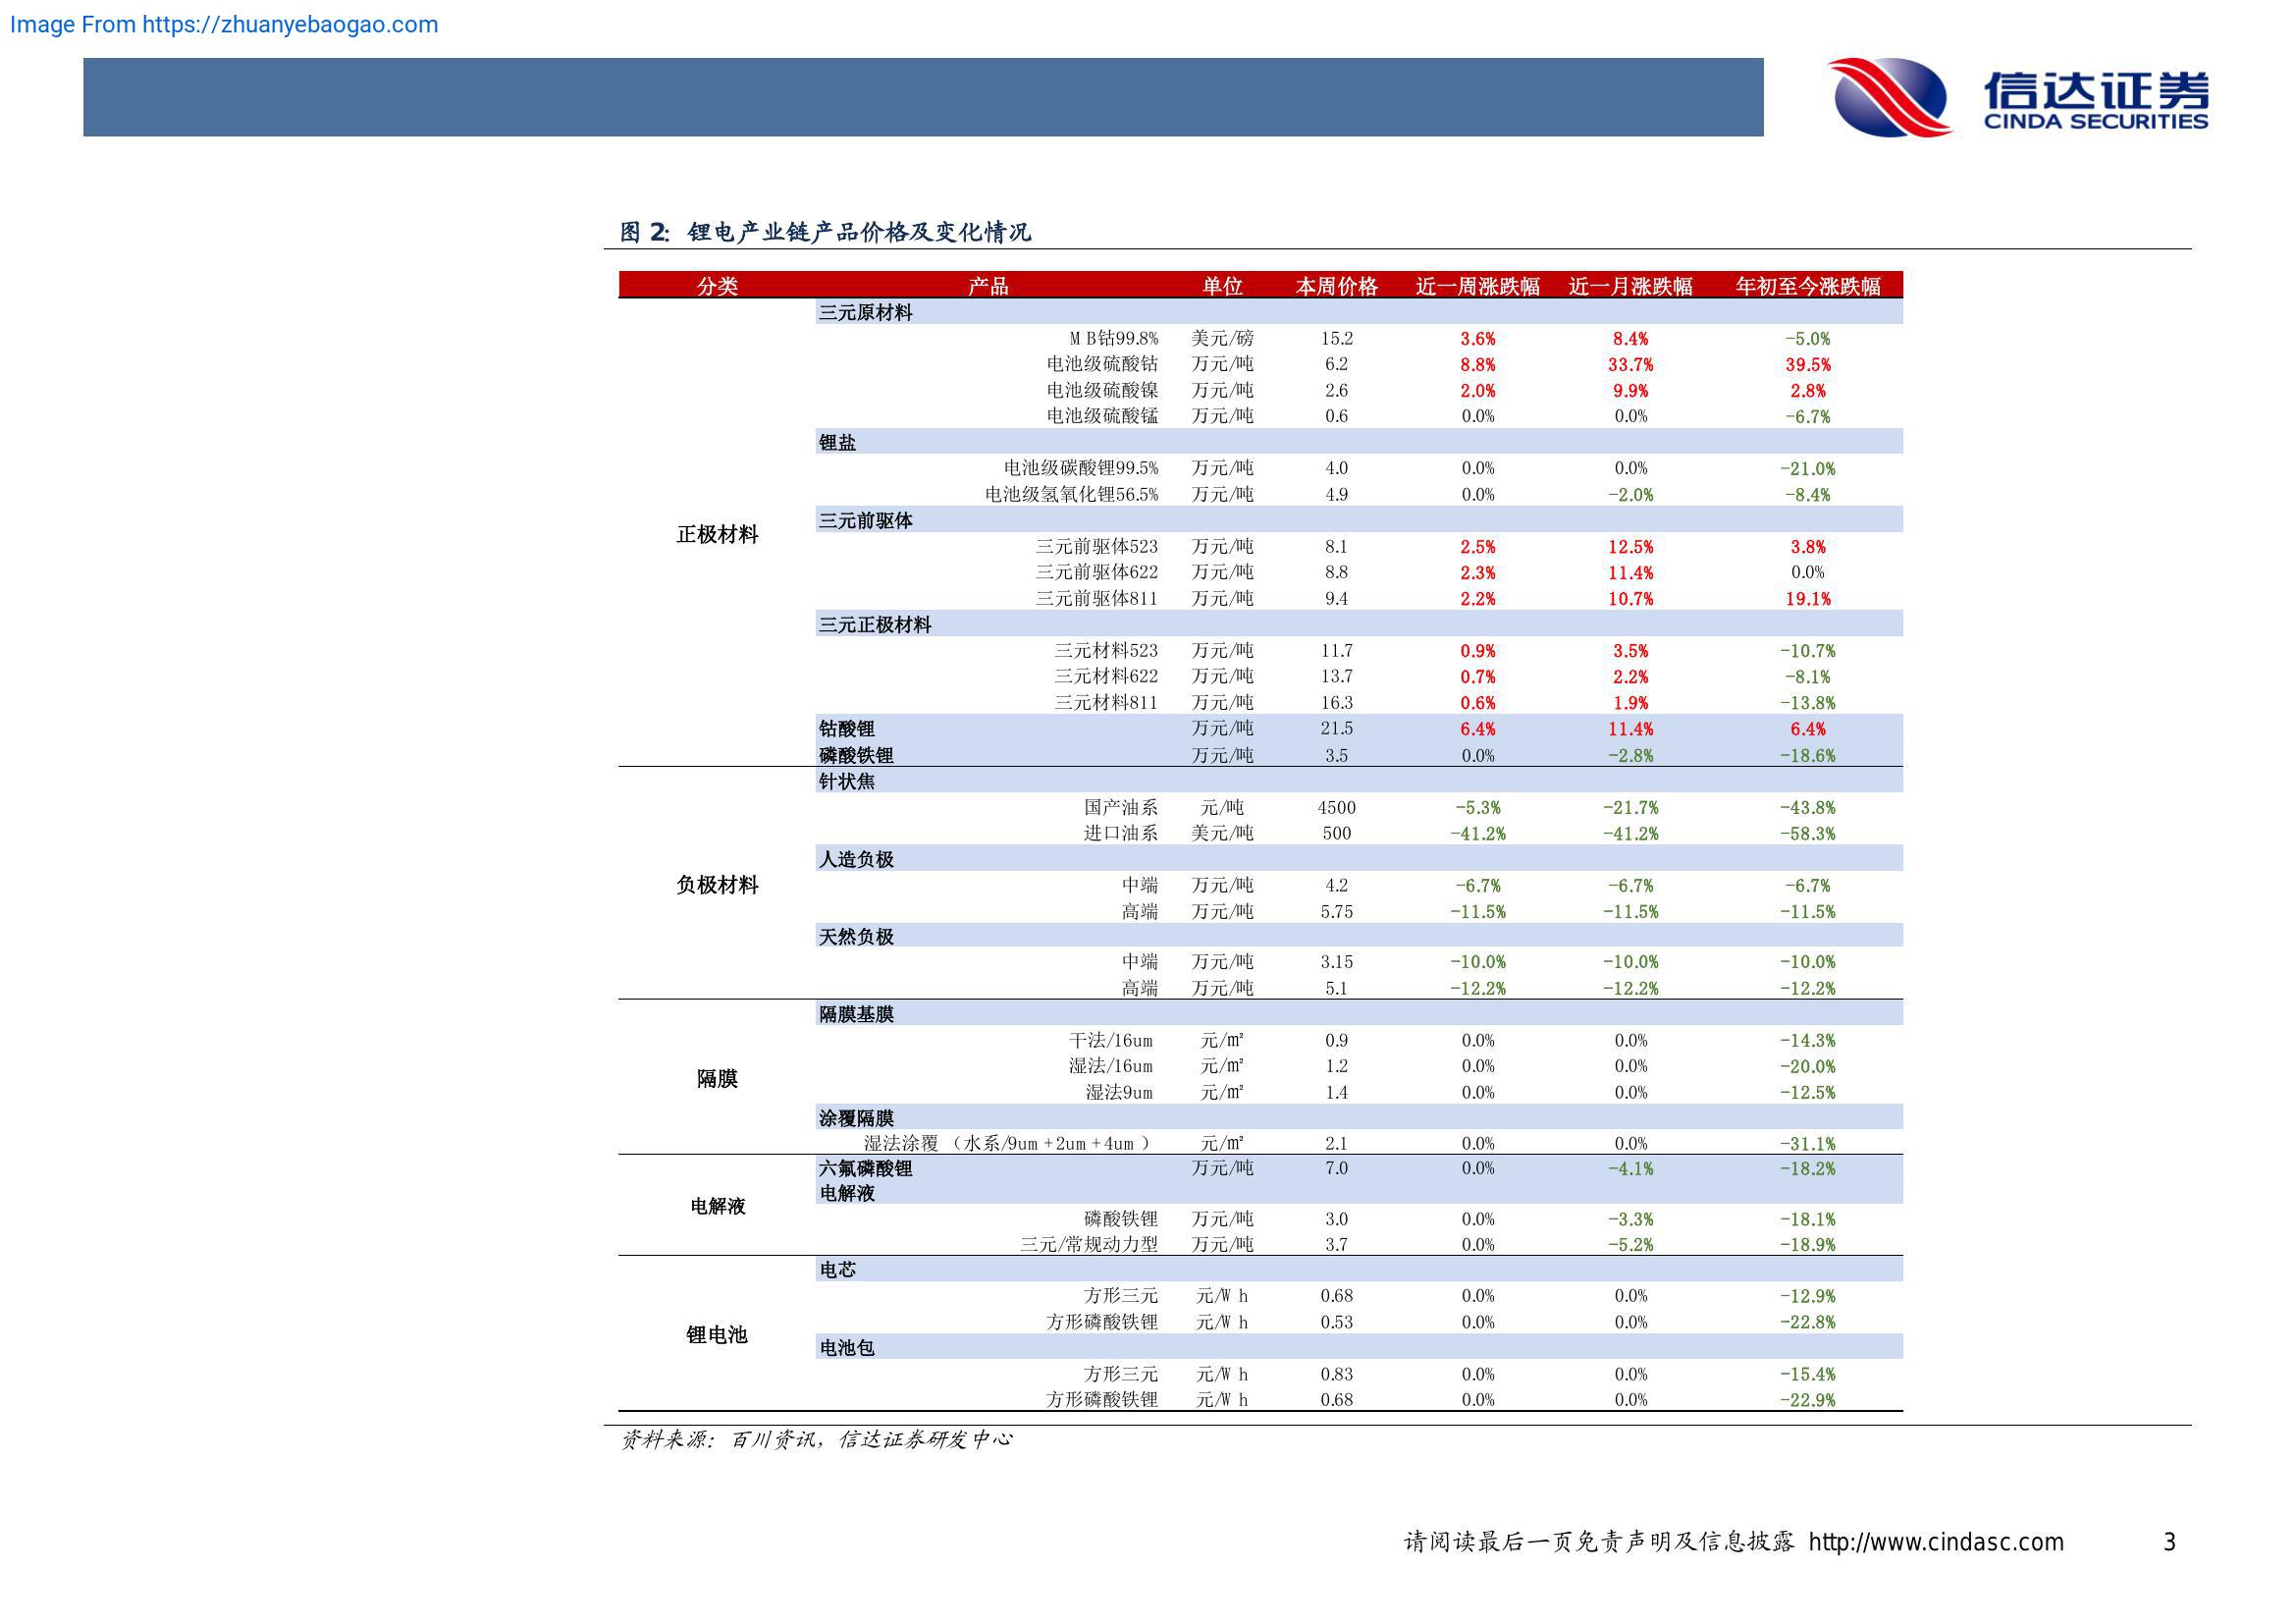 Image From https://zhuanyebaogao.com
信达证券
CINDA SECURITIES
图 2: 锂电产业链产品价格及变化情况
分类 产品 单位 本周价格 近一周涨跌幅 近一月涨跌幅 年初至今涨跌幅
三元原材料
MB钴99.8% 美元/磅 15.2 3.6% 8.4% -5.0%
电池级硫酸钴 万元/吨 6.2 8.8% 33.7% 39.5%
电池级硫酸镍 万元/吨 2.6 2.0% 9.9% 2.8%
电池级硫酸锰 万元/吨 0.6 0.0% 0.0% -6.7%
锂盐
电池级碳酸锂99.5% 万元/吨 4.0 0.0% 0.0% -21.0%
电池级氢氧化锂56.5% 万元/吨 4.9 0.0% -2.0% -8.4%
三元前驱体
正极材料
三元前驱体523 万元/吨 8.1 2.5% 12.5% 3.8%
三元前驱体622 万元/吨 8.8 2.3% 11.4% 0.0%
三元前驱体811 万元/吨 9.4 2.2% 10.7% 19.1%
三元正极材料
三元材料523 万元/吨 11.7 0.9% 3.5% -10.7%
三元材料622 万元/吨 13.7 0.7% 2.2% -8.1%
三元材料811 万元/吨 16.3 0.6% 1.9% -13.8%
钴酸锂 万元/吨 21.5 6.4% 11.4% 6.4%
磷酸铁锂 万元/吨 3.5 0.0% -2.8% -18.6%
针状焦
国产油系 元/吨 4500 -5.3% -21.7% -43.8%
进口油系 美元/吨 500 -41.2% -41.2% -58.3%
人造负极
负极材料 中端 万元/吨 4.2 -6.7% -6.7% -6.7%
高端 万元/吨 5.75 -11.5% -11.5% -11.5%
天然负极
中端 万元/吨 3.15 -10.0% -10.0% -10.0%
高端 万元/吨 5.1 -12.2% -12.2% -12.2%
隔膜基膜
干法/16um 元/㎡ 0.9 0.0% 0.0% -14.3%
湿法/16um 元/㎡ 1.2 0.0% 0.0% -20.0%
隔膜
湿法9um 元/㎡ 1.4 0.0% 0.0% -12.5%
涂覆隔膜
湿法涂覆（水系/9um+2um+4um） 元/㎡ 2.1 0.0% 0.0% -31.1%
六氟磷酸锂 万元/吨 7.0 0.0% -4.1% -18.2%
电解液
电解液
磷酸铁锂 万元/吨 3.0 0.0% -3.3% -18.1%
三元/常规动力型 万元/吨 3.7 0.0% -5.2% -18.9%
电芯
方形三元 元/Wh 0.68 0.0% 0.0% -12.9%
方形磷酸铁锂 元/Wh 0.53 0.0% 0.0% -22.8%
锂电池
电池包
方形三元 元/Wh 0.83 0.0% 0.0% -15.4%
方形磷酸铁锂 元/Wh 0.68 0.0% 0.0% -22.9%
资料来源：百川资讯，信达证券研发中心
请阅读最后一页免责声明及信息披露 http://www.cindasc.com 3